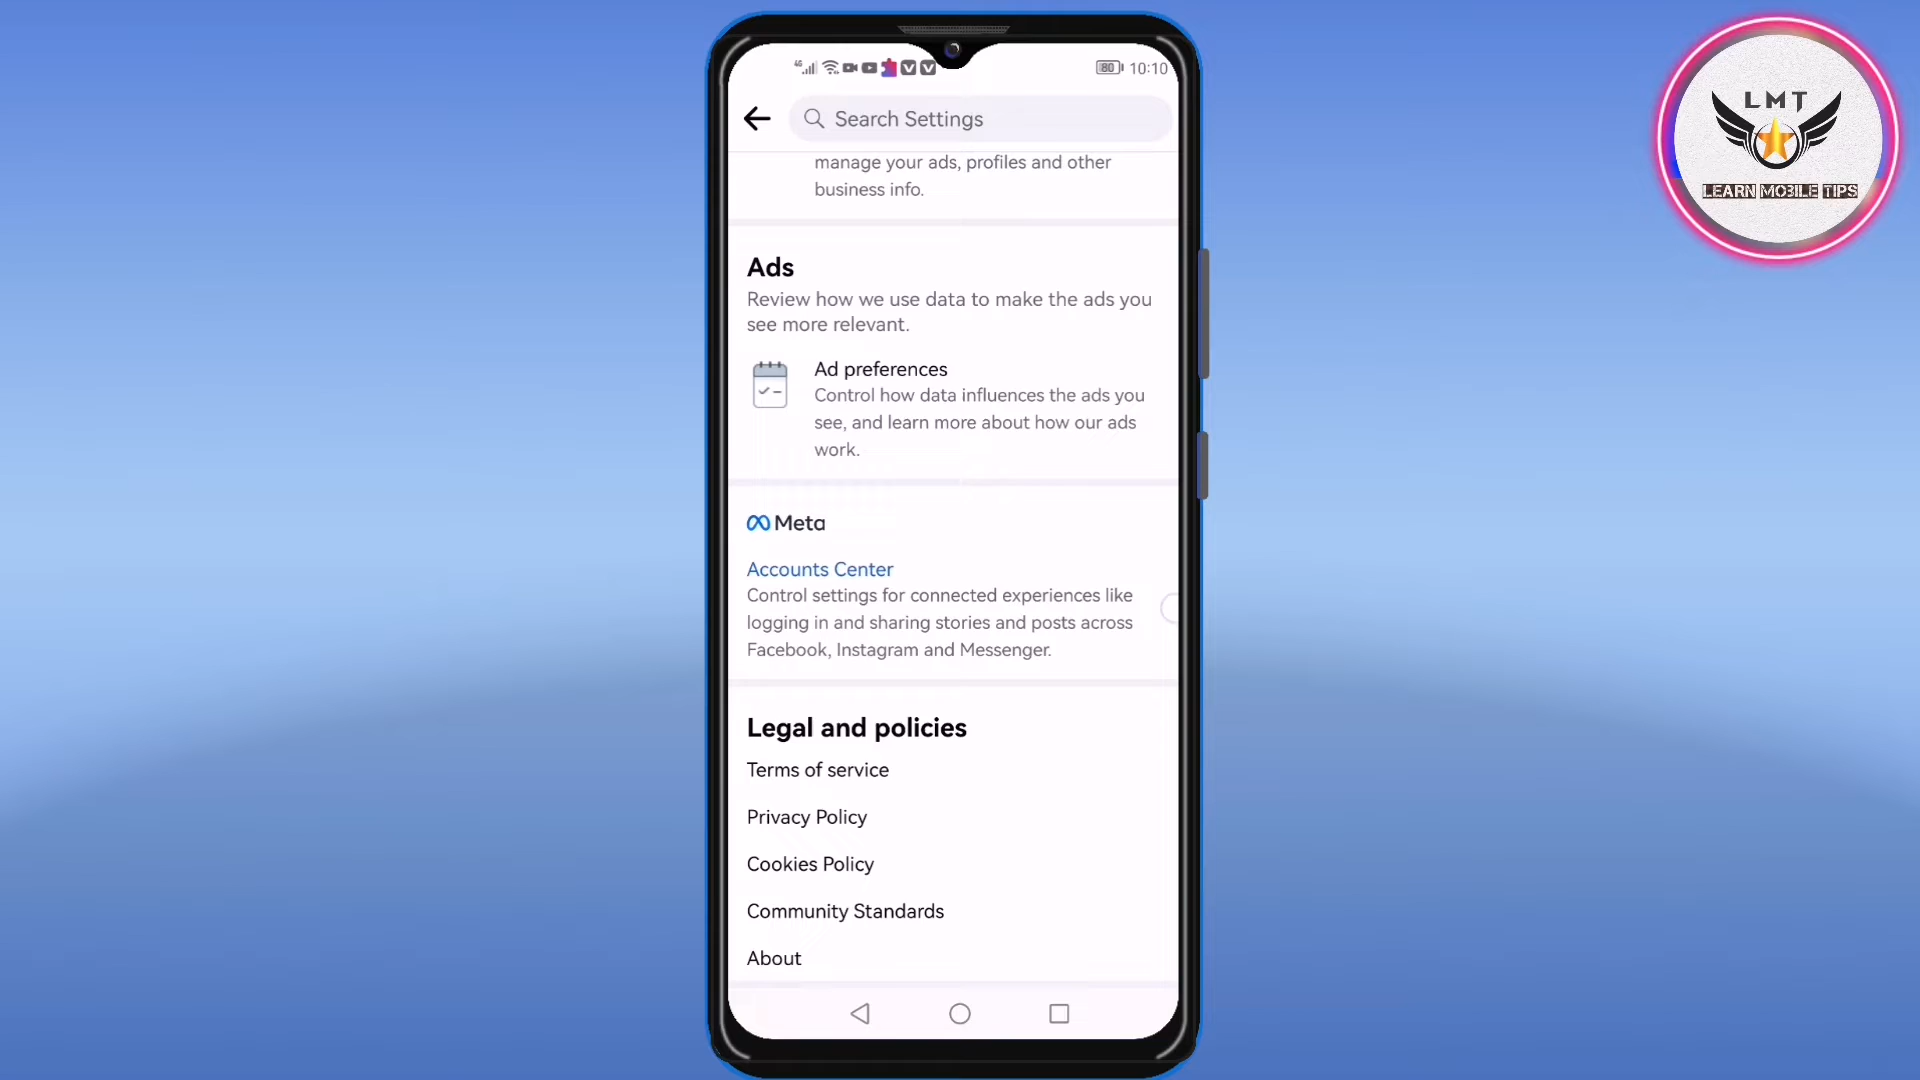 4G
80
10:10
Search Settings
manage your ads, profiles and other
business info.
Ads
Review how we use data to make the ads you
see more relevant.
Ad preferences
Control how data influences the ads you
see, and learn more about how our ads
work.
Meta
Accounts Center
Control settings for connected experiences like
logging in and sharing stories and posts across
Facebook, Instagram and Messenger.
Legal and policies
Terms of service
Privacy Policy
Cookies Policy
Community Standards
About
LMT
LEARN MOBILE TIPS